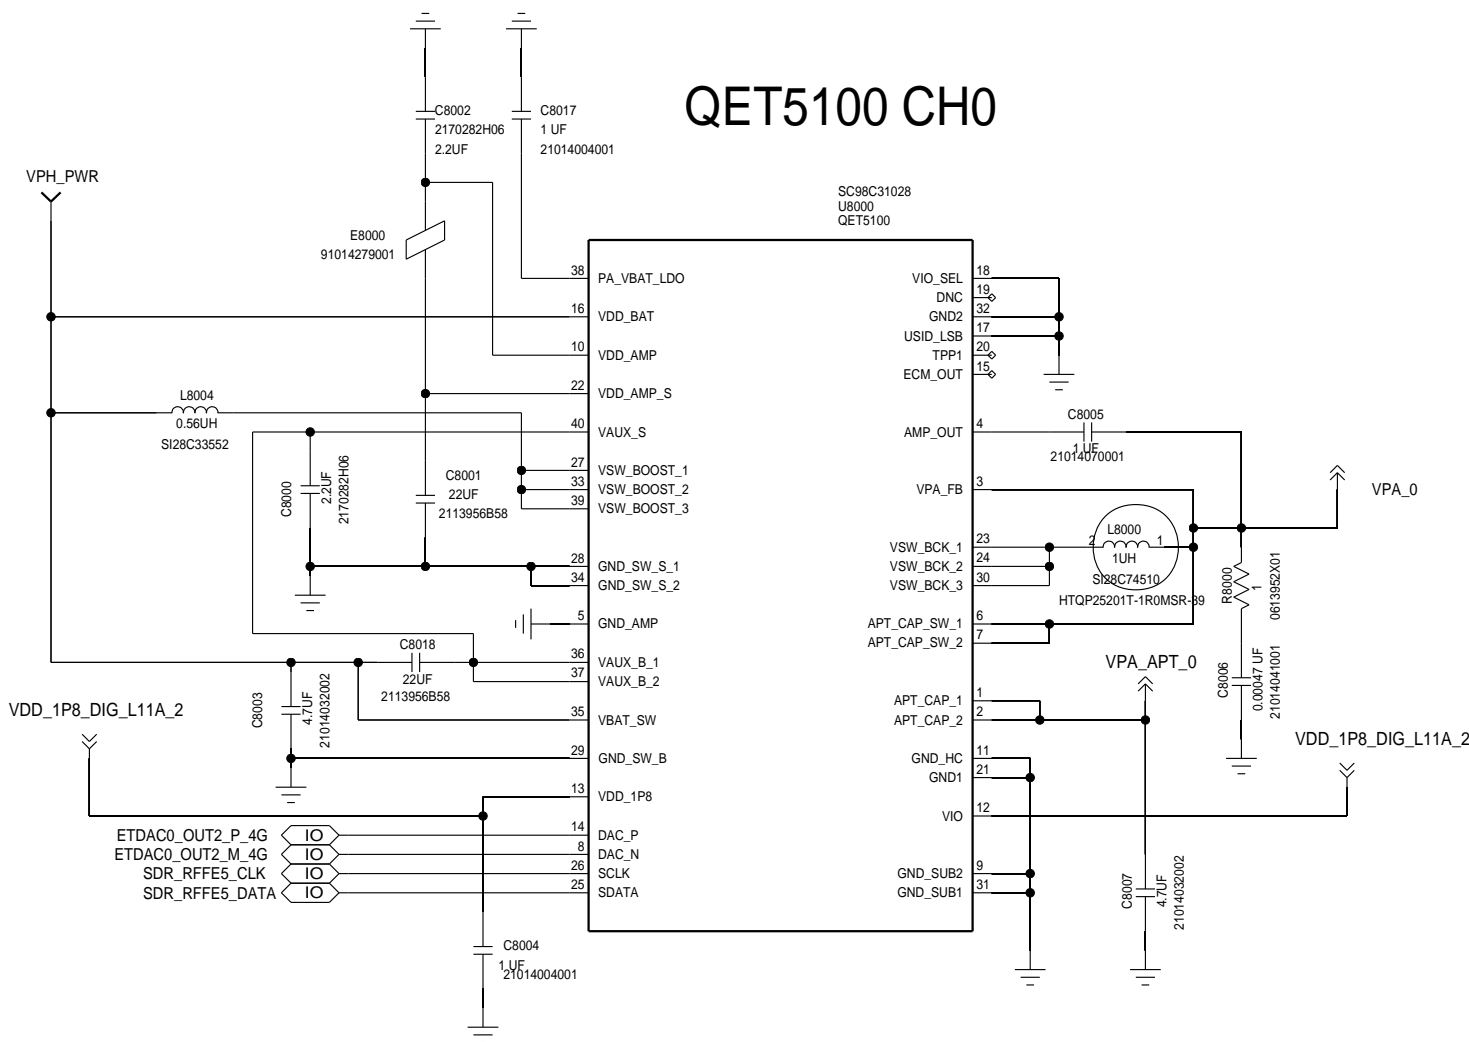 QET5100 CH0
C8002
2170282H06
2.2UF
C8017
1 UF
21014004001
VPH_PWR
E8000
91014279001
SC98C31028
U8000
QET5100
38 PA_VBAT_LDO
16 VDD_BAT
10 VDD_AMP
22 VDD_AMP_S
40 VAUX_S
27 VSW_BOOST_1
33 VSW_BOOST_2
39 VSW_BOOST_3
28 GND_SW_S_1
34 GND_SW_S_2
5 GND_AMP
36 VAUX_B_1
37 VAUX_B_2
35 VBAT_SW
29 GND_SW_B
13 VDD_1P8
14 DAC_P
8 DAC_N
26 SCLK
25 SDATA
VIO_SEL 18
DNC 19
GND2 32
USID_LSB 17
TPP1 20
ECM_OUT 15
AMP_OUT 4
VPA_FB 3
VSW_BCK_1 23
VSW_BCK_2 24
VSW_BCK_3 30
APT_CAP_SW_1 6
APT_CAP_SW_2 7
APT_CAP_1 1
APT_CAP_2 2
GND_HC 11
GND1 21
VIO 12
GND_SUB2 9
GND_SUB1 31
L8004
0.56UH
SI28C33552
C8000
2.2UF
2170282H06
C8001
22UF
2113956B58
C8018
22UF
2113956B58
C8003
4.7UF
21014032002
VDD_1P8_DIG_L11A_2
ETDAC0_OUT2_P_4G IO
ETDAC0_OUT2_M_4G IO
SDR_RFFE5_CLK IO
SDR_RFFE5_DATA IO
C8004
1 UF
21014004001
C8005
1 UF
21014070001
VPA_0
2 L8000 1
1UH
SI28C74510
HTQP25201T-1R0MSR-89
R8000
1
0613952X01
C8006
0.00047 UF
21014041001
VPA_APT_0
VDD_1P8_DIG_L11A_2
C8007
4.7UF
21014032002